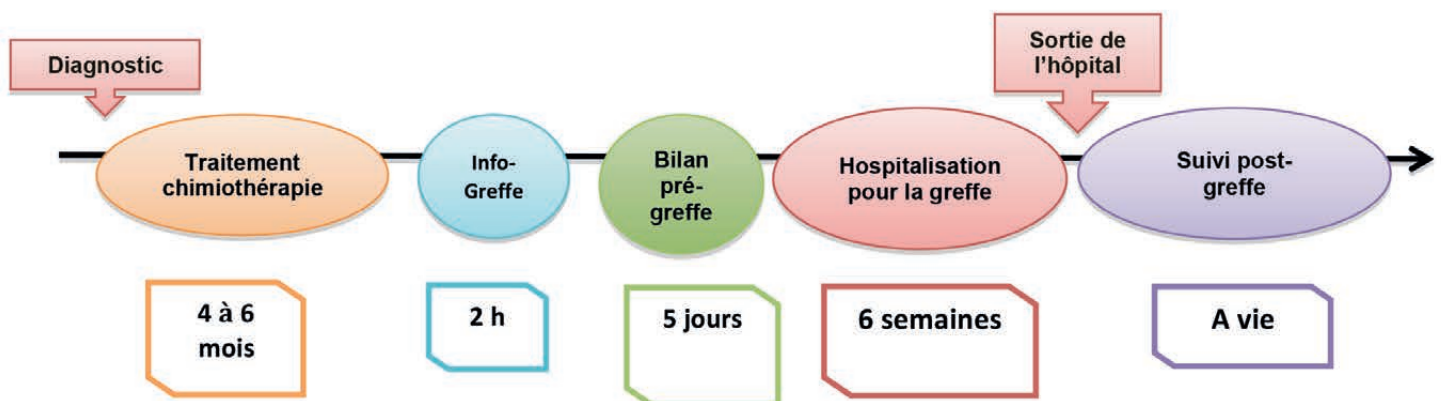 Diagnostic
Sortie de
l'hôpital
Traitement
chimiothérapie
Info-
Greffe
Bilan
pré-
greffe
Hospitalisation
pour la greffe
Suivi post-
greffe
4 à 6
mois
2 h
5 jours
6 semaines
A vie